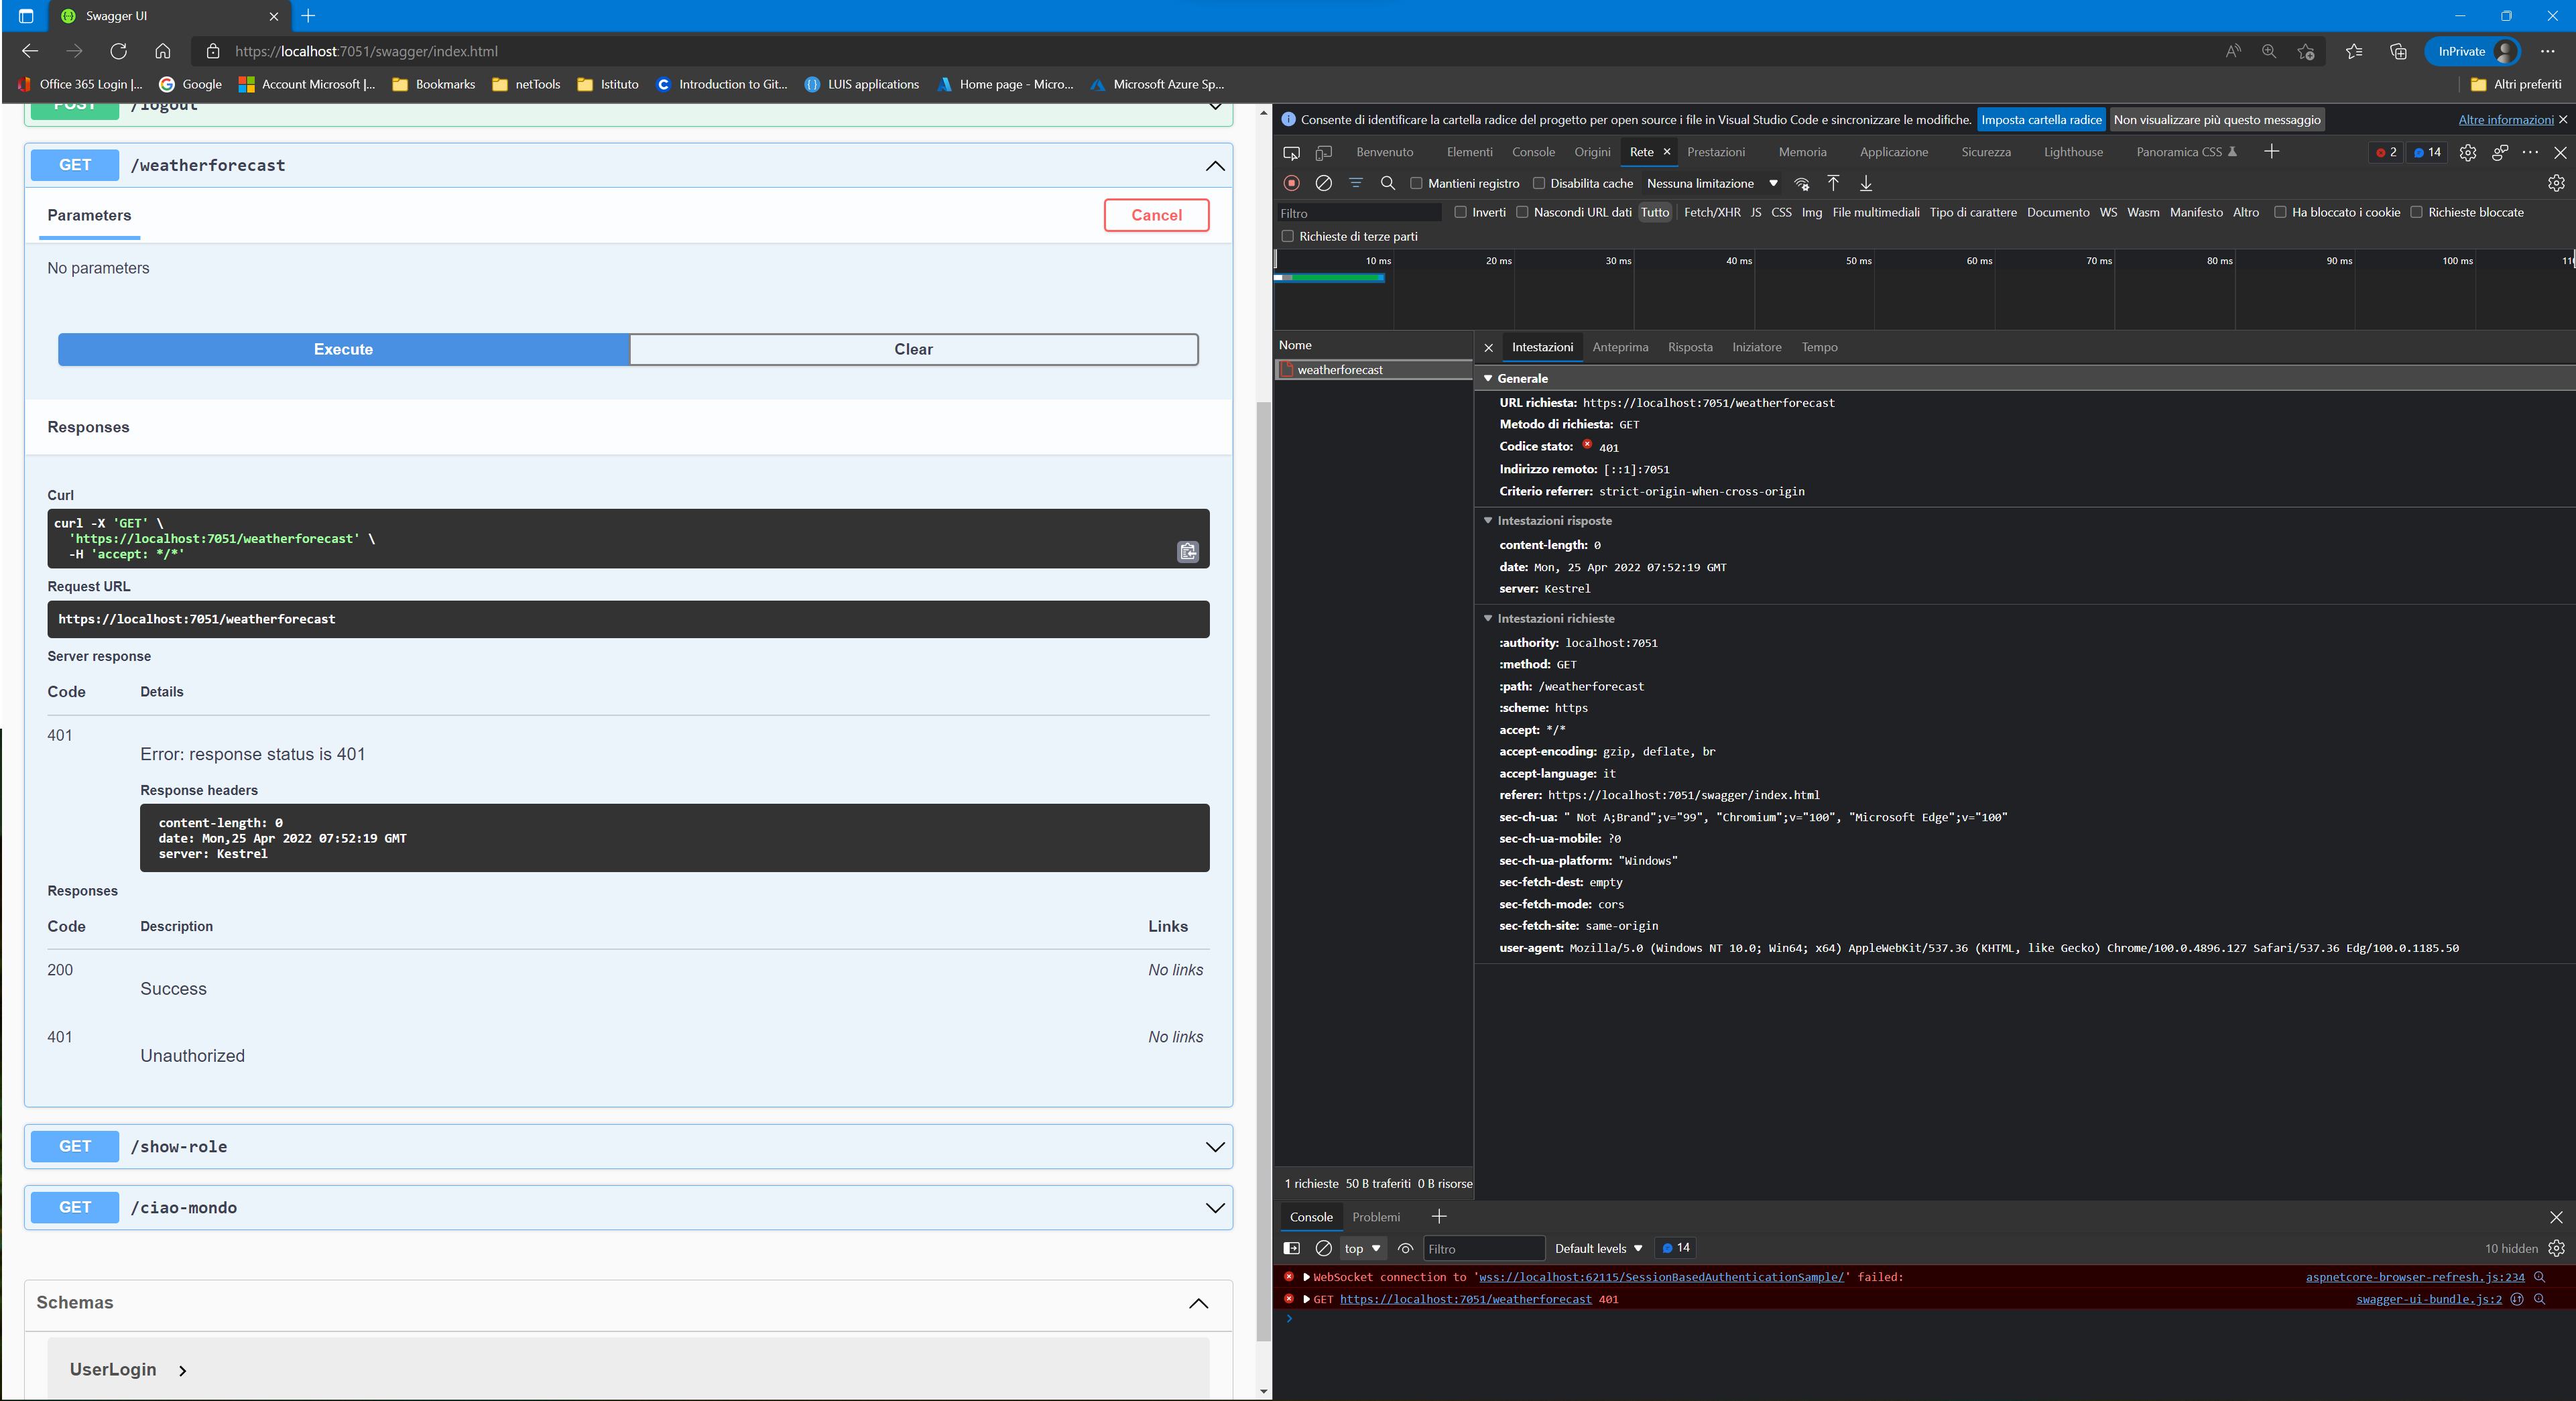 Swagger UI
https://localhost:7051/swagger/index.html
InPrivate
Office 365 Login |...
Google
Account Microsoft |...
Bookmarks
netTools
Istituto
Introduction to Git...
LUIS applications
Home page - Micro...
Microsoft Azure Sp...
Altri preferiti
POST /logout
GET /weatherforecast
Parameters
Cancel
No parameters
Execute
Clear
Responses
Curl
curl -X 'GET' \
'https://localhost:7051/weatherforecast' \
-H 'accept: */*'
Request URL
https://localhost:7051/weatherforecast
Server response
Code Details
401
Error: response status is 401
Response headers
content-length: 0
date: Mon,25 Apr 2022 07:52:19 GMT
server: Kestrel
Responses
Code Description Links
200 No links
Success
401 No links
Unauthorized
GET /show-role
GET /ciao-mondo
Schemas
UserLogin
Consente di identificare la cartella radice del progetto per open source i file in Visual Studio Code e sincronizzare le modifiche. Imposta cartella radice Non visualizzare più questo messaggio Altre informazioni
Benvenuto Elementi Console Origini Rete Prestazioni Memoria Applicazione Sicurezza Lighthouse Panoramica CSS 2 14
Mantieni registro Disabilita cache Nessuna limitazione
Filtro Inverti Nascondi URL dati Tutto Fetch/XHR JS CSS Img File multimediali Tipo di carattere Documento WS Wasm Manifesto Altro Ha bloccato i cookie Richieste bloccate
Richieste di terze parti
10 ms 20 ms 30 ms 40 ms 50 ms 60 ms 70 ms 80 ms 90 ms 100 ms
Nome
weatherforecast
Intestazioni Anteprima Risposta Iniziatore Tempo
Generale
URL richiesta: https://localhost:7051/weatherforecast
Metodo di richiesta: GET
Codice stato: 401
Indirizzo remoto: [::1]:7051
Criterio referrer: strict-origin-when-cross-origin
Intestazioni risposte
content-length: 0
date: Mon, 25 Apr 2022 07:52:19 GMT
server: Kestrel
Intestazioni richieste
:authority: localhost:7051
:method: GET
:path: /weatherforecast
:scheme: https
accept: */*
accept-encoding: gzip, deflate, br
accept-language: it
referer: https://localhost:7051/swagger/index.html
sec-ch-ua: " Not A;Brand";v="99", "Chromium";v="100", "Microsoft Edge";v="100"
sec-ch-ua-mobile: ?0
sec-ch-ua-platform: "Windows"
sec-fetch-dest: empty
sec-fetch-mode: cors
sec-fetch-site: same-origin
user-agent: Mozilla/5.0 (Windows NT 10.0; Win64; x64) AppleWebKit/537.36 (KHTML, like Gecko) Chrome/100.0.4896.127 Safari/537.36 Edg/100.0.1185.50
1 richieste 50 B trasferiti 0 B risorse
Console Problemi
top Filtro Default levels 14 10 hidden
WebSocket connection to 'wss://localhost:62115/SessionBasedAuthenticationSample/' failed: aspnetcore-browser-refresh.js:234
GET https://localhost:7051/weatherforecast 401 swagger-ui-bundle.js:2